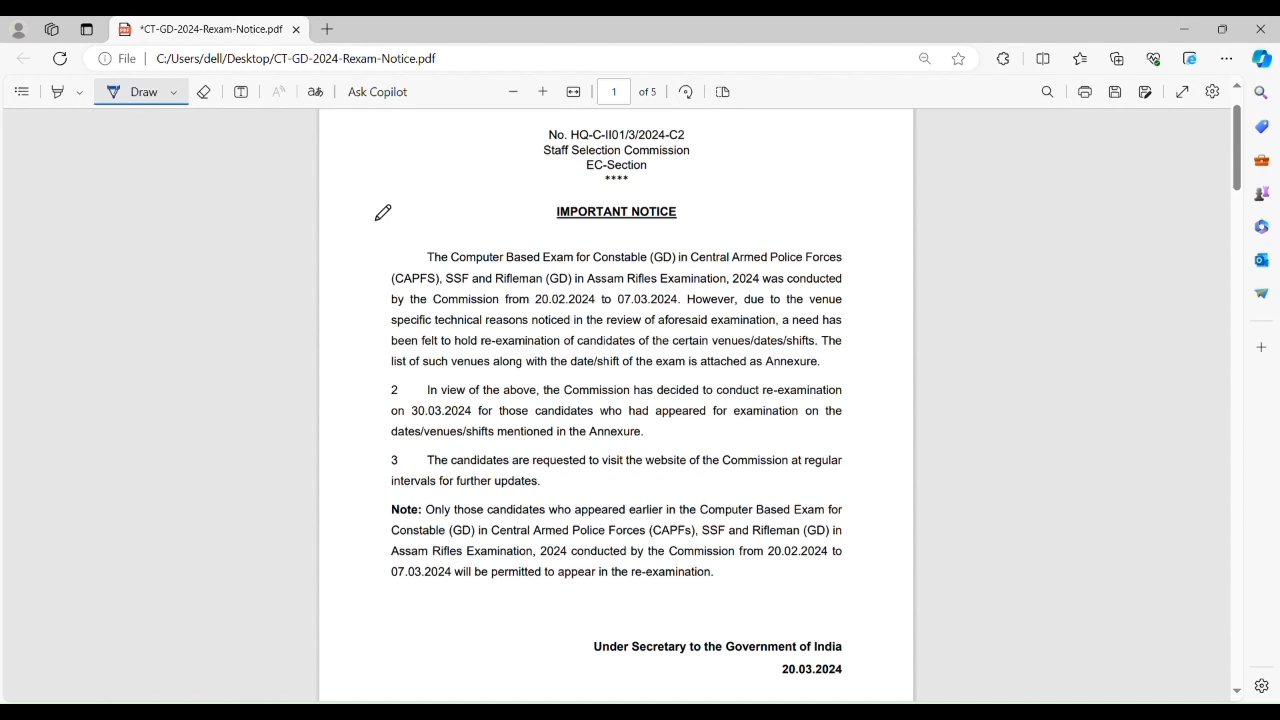 *CT-GD-2024-Rexam-Notice.pdf
File
C:/Users/dell/Desktop/CT-GD-2024-Rexam-Notice.pdf
Draw
Ask Copilot
1
of 5
No. HQ-C-II01/3/2024-C2
Staff Selection Commission
EC-Section
****
IMPORTANT NOTICE
The Computer Based Exam for Constable (GD) in Central Armed Police Forces
(CAPFS), SSF and Rifleman (GD) in Assam Rifles Examination, 2024 was conducted
by the Commission from 20.02.2024 to 07.03.2024. However, due to the venue
specific technical reasons noticed in the review of aforesaid examination, a need has
been felt to hold re-examination of candidates of the certain venues/dates/shifts. The
list of such venues along with the date/shift of the exam is attached as Annexure.
2 In view of the above, the Commission has decided to conduct re-examination
on 30.03.2024 for those candidates who had appeared for examination on the
dates/venues/shifts mentioned in the Annexure.
3 The candidates are requested to visit the website of the Commission at regular
intervals for further updates.
Note: Only those candidates who appeared earlier in the Computer Based Exam for
Constable (GD) in Central Armed Police Forces (CAPFs), SSF and Rifleman (GD) in
Assam Rifles Examination, 2024 conducted by the Commission from 20.02.2024 to
07.03.2024 will be permitted to appear in the re-examination.
Under Secretary to the Government of India
20.03.2024